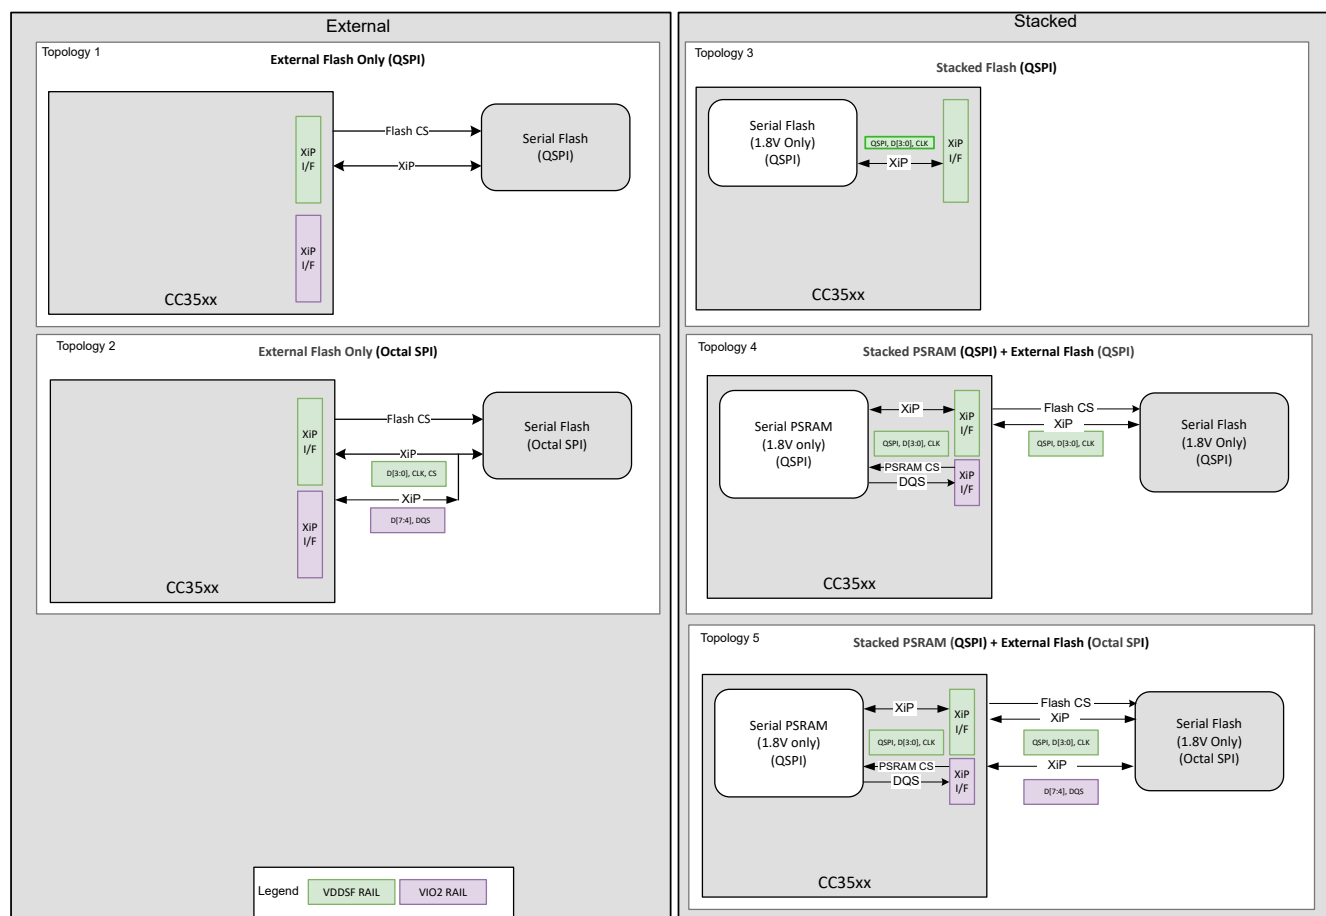 External
Topology 1
External Flash Only (QSPI)
XiP
I/F
XiP
I/F
Flash CS
XiP
Serial Flash
(QSPI)
CC35xx
Topology 2
External Flash Only (Octal SPI)
XiP
I/F
XiP
I/F
Flash CS
XiP
D[3:0], CLK, CS
XiP
D[7:4], DQS
Serial Flash
(Octal SPI)
CC35xx
Legend
VDDSF RAIL
VIO2 RAIL
Stacked
Topology 3
Stacked Flash (QSPI)
Serial Flash
(1.8V Only)
(QSPI)
QSPI, D[3:0], CLK
XiP
XiP
I/F
CC35xx
Topology 4
Stacked PSRAM (QSPI) + External Flash (QSPI)
Serial PSRAM
(1.8V only)
(QSPI)
XiP
QSPI, D[3:0], CLK
PSRAM CS
DQS
XiP
I/F
XiP
I/F
Flash CS
XiP
QSPI, D[3:0], CLK
Serial Flash
(1.8V Only)
(QSPI)
CC35xx
Topology 5
Stacked PSRAM (QSPI) + External Flash (Octal SPI)
Serial PSRAM
(1.8V only)
(QSPI)
XiP
QSPI, D[3:0], CLK
PSRAM CS
DQS
XiP
I/F
XiP
I/F
Flash CS
XiP
QSPI, D[3:0], CLK
XiP
D[7:4], DQS
Serial Flash
(1.8V Only)
(Octal SPI)
CC35xx